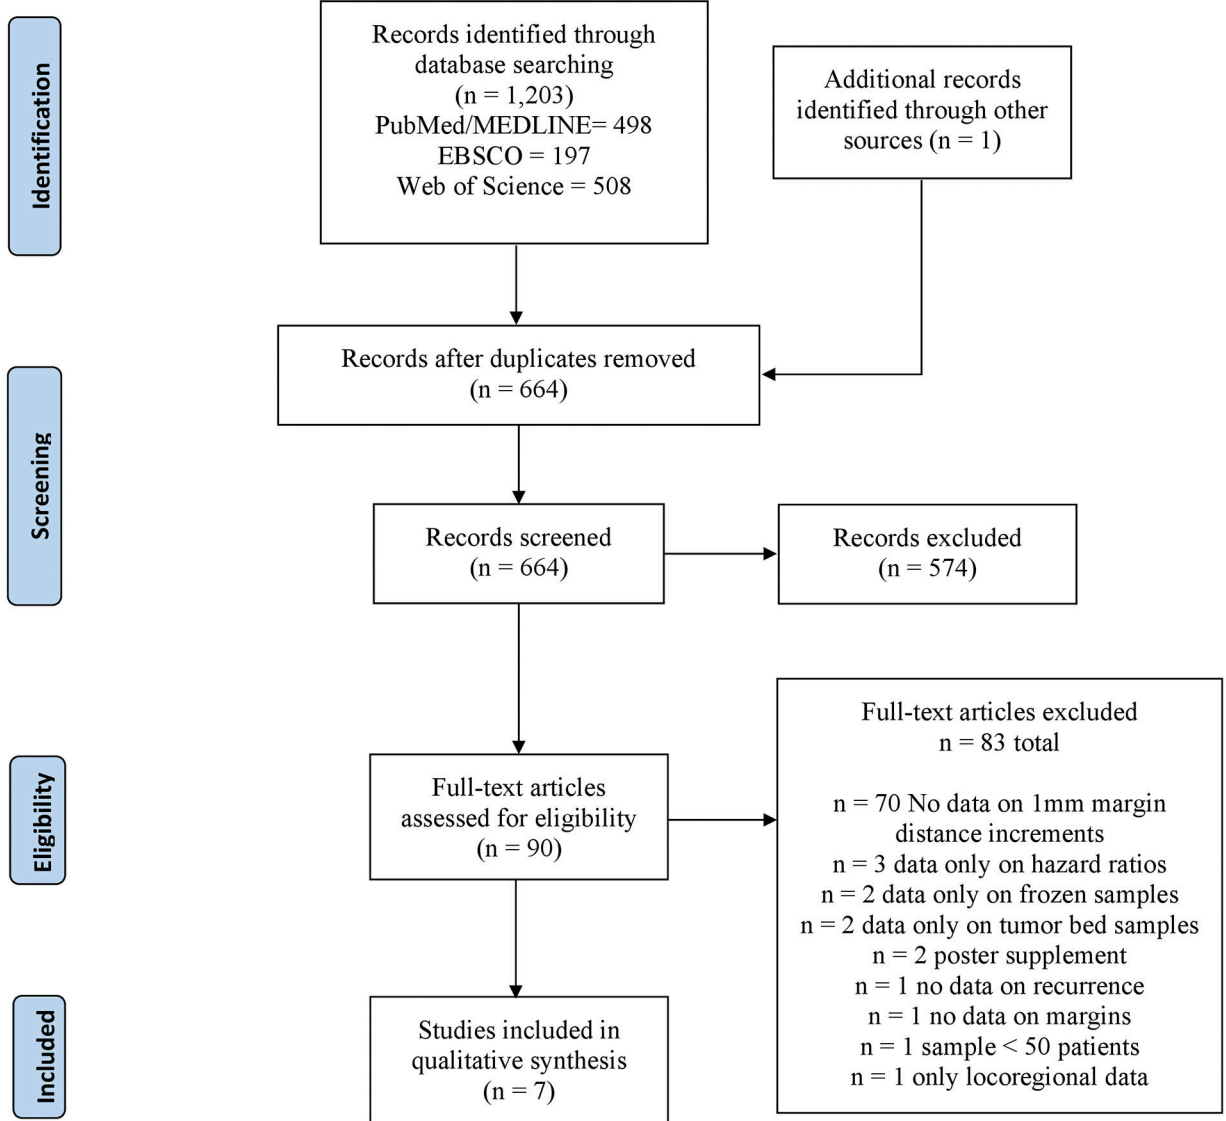 Identification
Records identified through
database searching
(n = 1,203)
PubMed/MEDLINE= 498
EBSCO = 197
Web of Science = 508
Additional records
identified through other
sources (n = 1)
Screening
Records after duplicates removed
(n = 664)
Records screened
(n = 664)
Records excluded
(n = 574)
Eligibility
Full-text articles
assessed for eligibility
(n = 90)
Full-text articles excluded
n = 83 total
n = 70 No data on 1mm margin
distance increments
n = 3 data only on hazard ratios
n = 2 data only on frozen samples
n = 2 data only on tumor bed samples
n = 2 poster supplement
n = 1 no data on recurrence
n = 1 no data on margins
n = 1 sample < 50 patients
n = 1 only locoregional data
Included
Studies included in
qualitative synthesis
(n = 7)